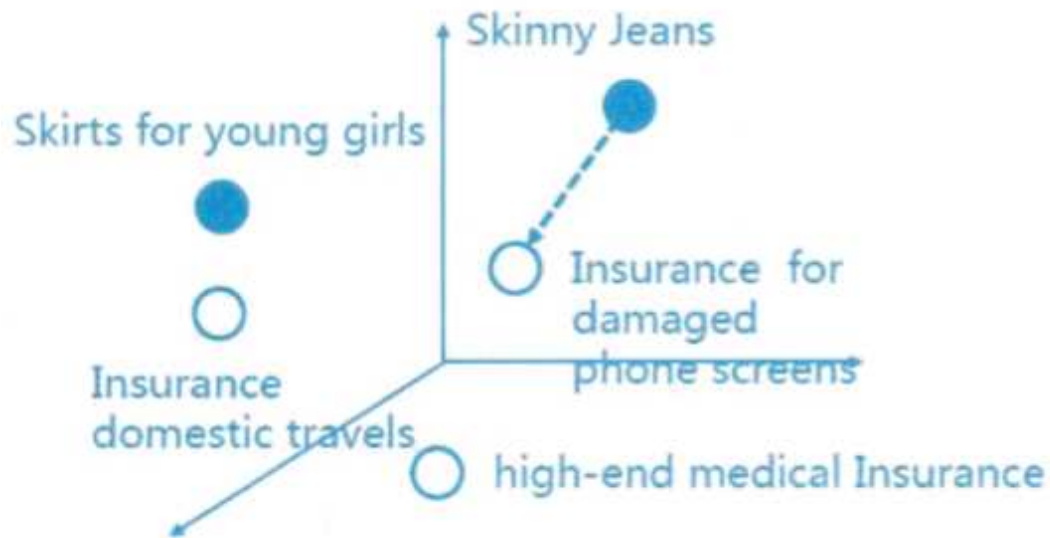 Skinny Jeans
Skirts for young girls
Insurance for
damaged
phone screens
Insurance
domestic travels
high-end medical Insurance